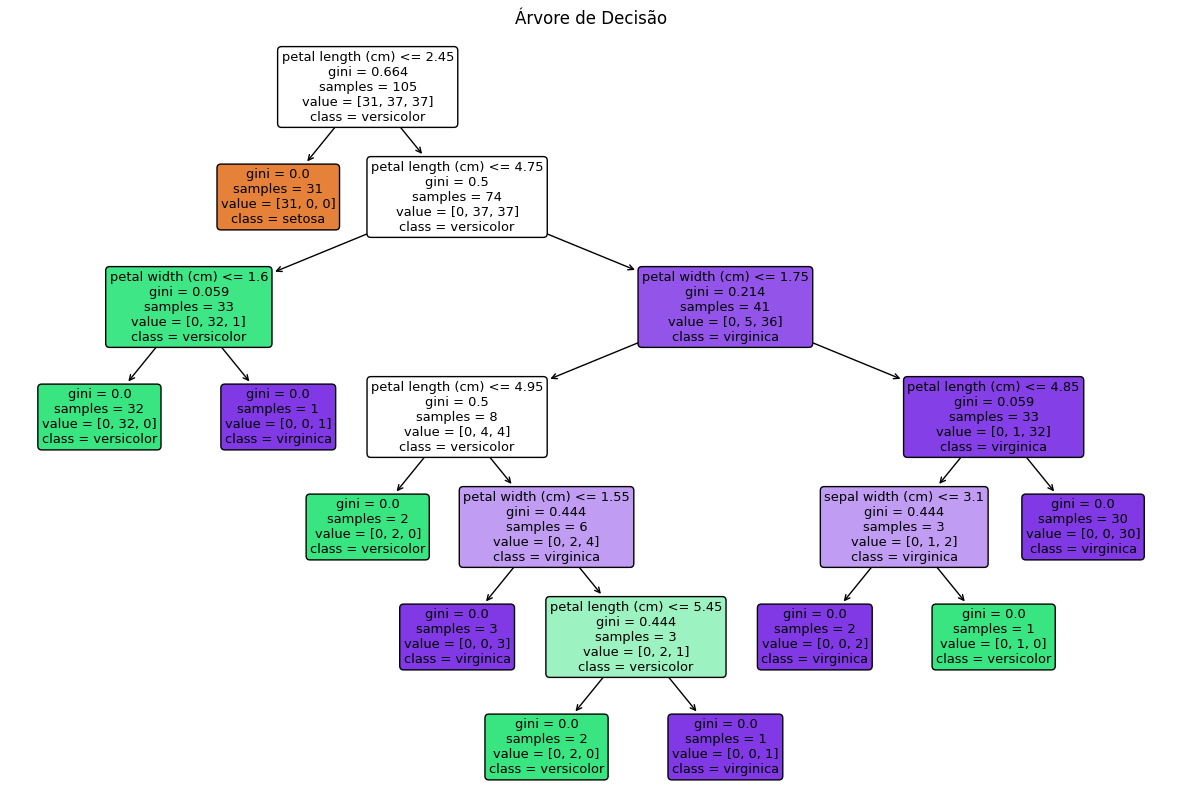 Árvore de Decisão
petal length (cm) <= 2.45
gini = 0.664
samples = 105
value = [31, 37, 37]
class = versicolor
gini = 0.0
samples = 31
value = [31, 0, 0]
class = setosa
petal length (cm) <= 4.75
gini = 0.5
samples = 74
value = [0, 37, 37]
class = versicolor
petal width (cm) <= 1.6
gini = 0.059
samples = 33
value = [0, 32, 1]
class = versicolor
petal width (cm) <= 1.75
gini = 0.214
samples = 41
value = [0, 5, 36]
class = virginica
gini = 0.0
samples = 32
value = [0, 32, 0]
class = versicolor
gini = 0.0
samples = 1
value = [0, 0, 1]
class = virginica
petal length (cm) <= 4.95
gini = 0.5
samples = 8
value = [0, 4, 4]
class = versicolor
petal length (cm) <= 4.85
gini = 0.059
samples = 33
value = [0, 1, 32]
class = virginica
gini = 0.0
samples = 2
value = [0, 2, 0]
class = versicolor
petal width (cm) <= 1.55
gini = 0.444
samples = 6
value = [0, 2, 4]
class = virginica
sepal width (cm) <= 3.1
gini = 0.444
samples = 3
value = [0, 1, 2]
class = virginica
gini = 0.0
samples = 30
value = [0, 0, 30]
class = virginica
gini = 0.0
samples = 3
value = [0, 0, 3]
class = virginica
petal length (cm) <= 5.45
gini = 0.444
samples = 3
value = [0, 2, 1]
class = versicolor
gini = 0.0
samples = 2
value = [0, 0, 2]
class = virginica
gini = 0.0
samples = 1
value = [0, 1, 0]
class = versicolor
gini = 0.0
samples = 2
value = [0, 2, 0]
class = versicolor
gini = 0.0
samples = 1
value = [0, 0, 1]
class = virginica